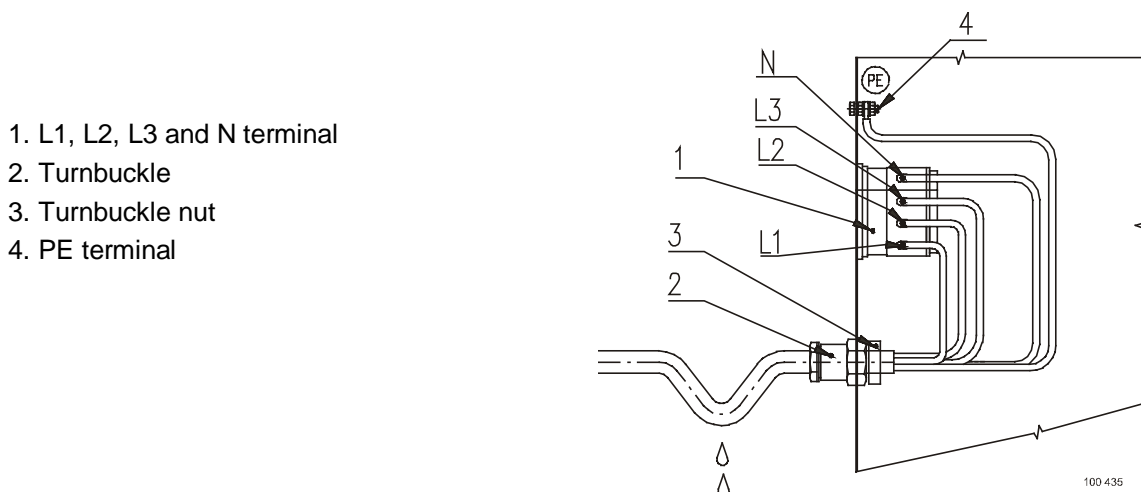 1. L1, L2, L3 and N terminal
2. Turnbuckle
3. Turnbuckle nut
4. PE terminal
4
N
PE
L3
L2
1
L1
3
2
100 435